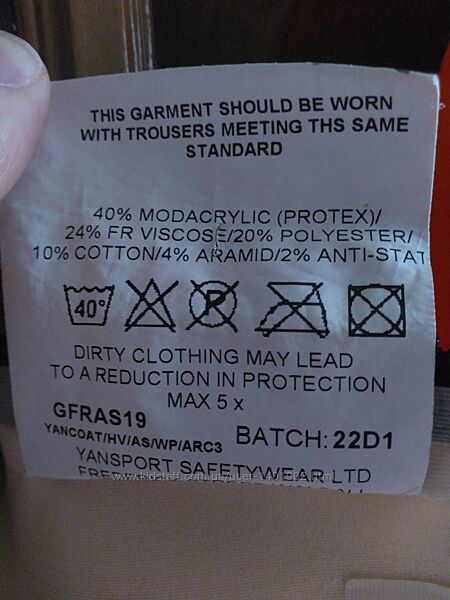 THIS GARMENT SHOULD BE WORN
WITH TROUSERS MEETING THS SAME
STANDARD
40% MODACRYLIC (PROTEX)/
24% FR VISCOSE/20% POLYESTER/
10% COTTON/4% ARAMID/2% ANTI-STAT
40° P
DIRTY CLOTHING MAY LEAD
TO A REDUCTION IN PROTECTION
MAX 5 x
GFRAS19
YANCOAT/HV/AS/WP/ARC3
BATCH: 22D1
YANSPORT SAFETYWEAR LTD